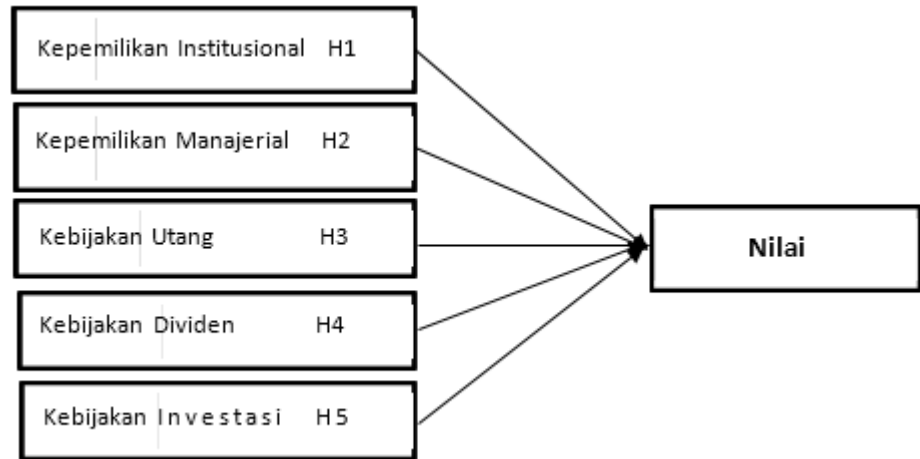 Kepemilikan Institusional H1
Kepemilikan Manajerial H2
Kebijakan Utang H3
Nilai
Kebijakan Dividen H4
Kebijakan Investasi H5